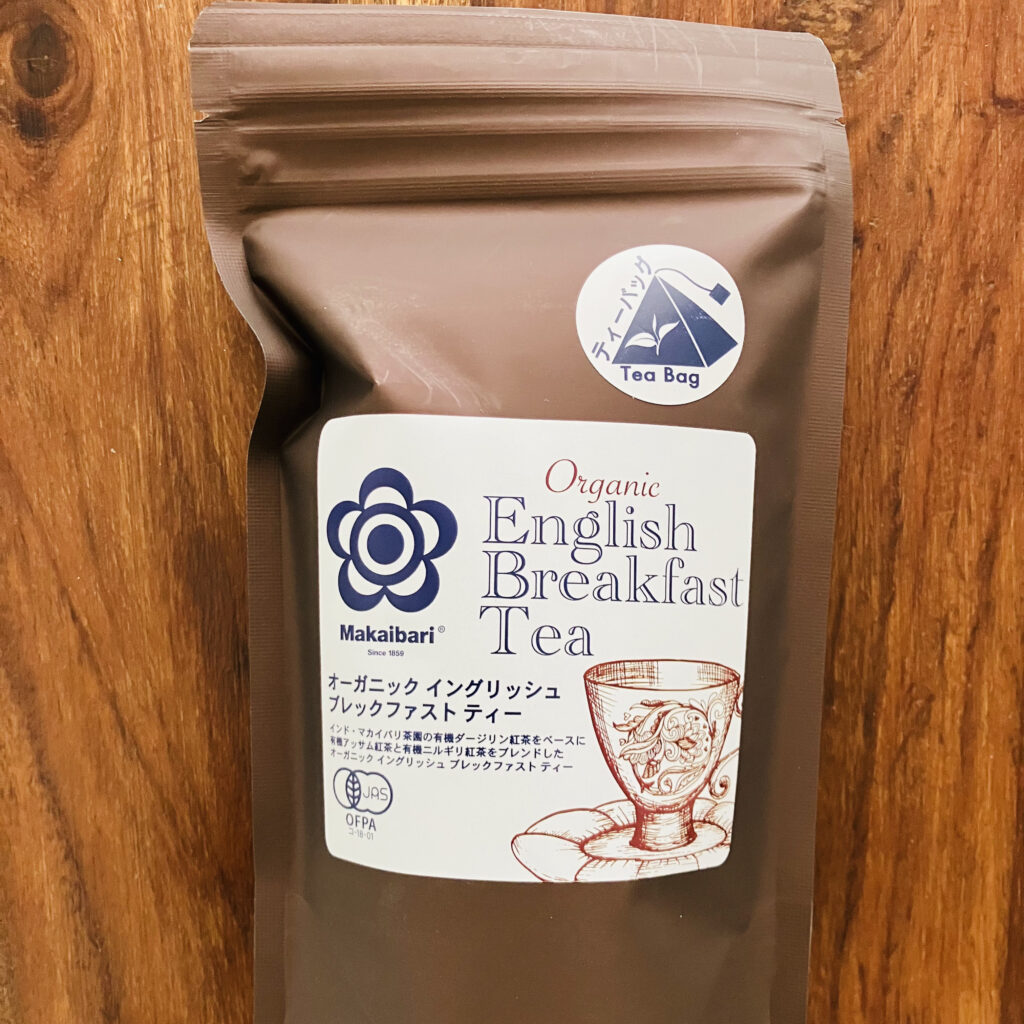 ティーバッグ
Tea Bag
Organic
English
Breakfast
Tea
Makaibari®
Since 1859
オーガニック イングリッシュ
ブレックファスト ティー
インド・マカイバリ茶園の有機ダージリン紅茶をベースに
有機アッサム紅茶と有機ニルギリ紅茶をブレンドした
オーガニック イングリッシュ ブレックファスト ティー
JAS
OFPA
コ-18-01